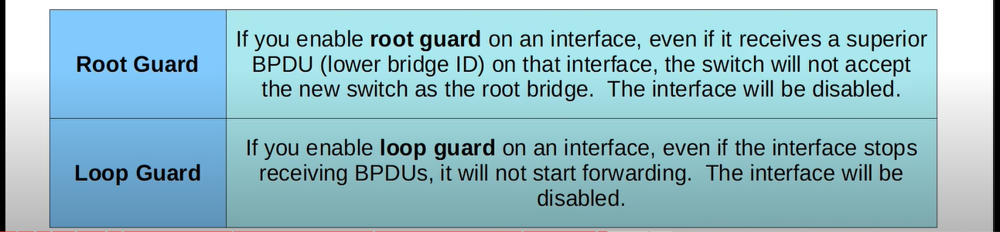 Root Guard
If you enable root guard on an interface, even if it receives a superior
BPDU (lower bridge ID) on that interface, the switch will not accept
the new switch as the root bridge.  The interface will be disabled.
Loop Guard
If you enable loop guard on an interface, even if the interface stops
receiving BPDUs, it will not start forwarding.  The interface will be
disabled.